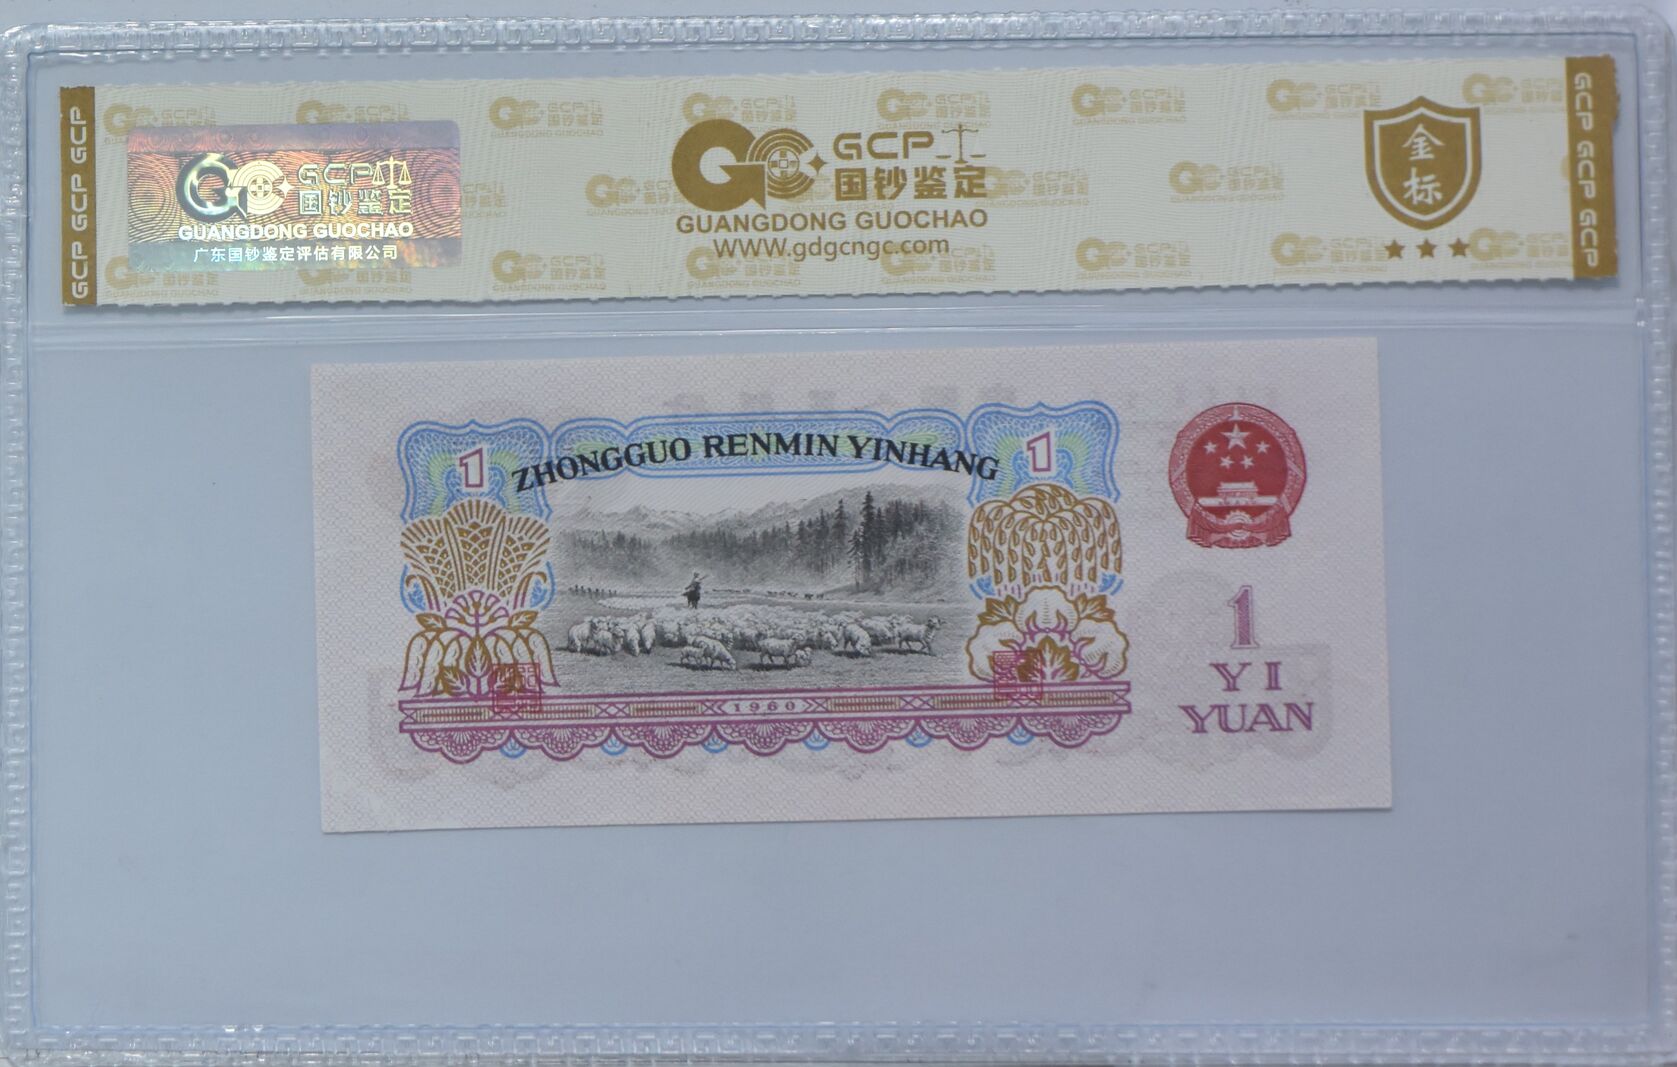 GCP GCP GCP
GCP
国钞鉴定
GUANGDONG GUOCHAO
广东国钞鉴定评估有限公司
GCP
国钞鉴定
GUANGDONG GUOCHAO
WWW.gdgcngc.com
金标
GCP GCP GCP
1
ZHONGGUO RENMIN YINHANG
1
1960
1
YI
YUAN